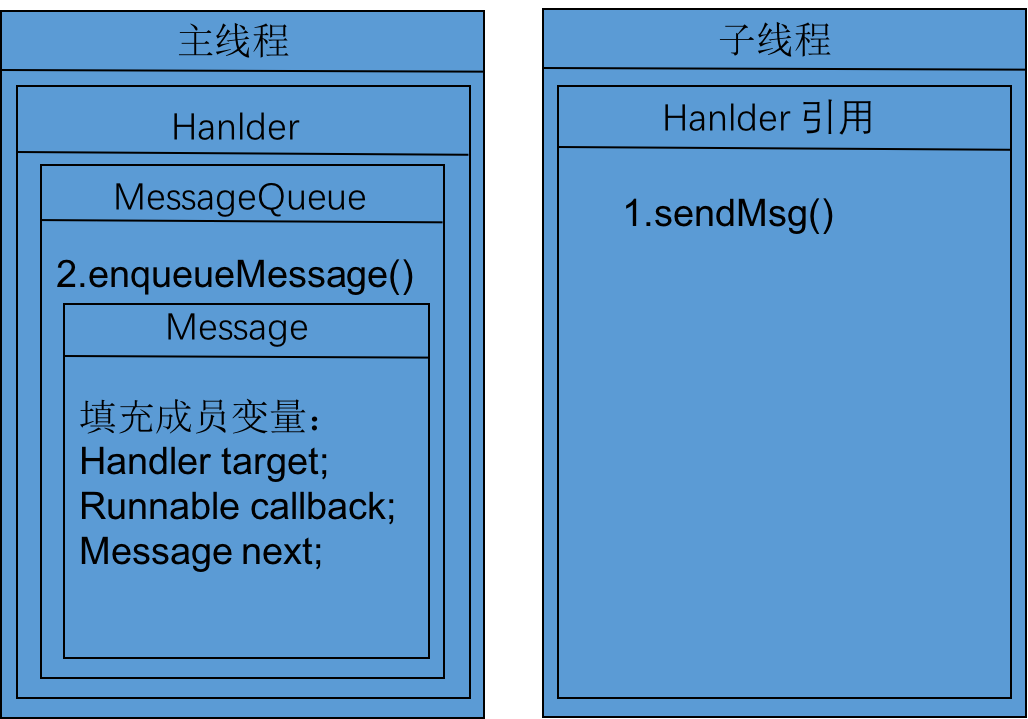 主线程
Hanlder
MessageQueue
2.enqueueMessage()
Message
填充成员变量：
Handler target;
Runnable callback;
Message next;
子线程
Hanlder 引用
1.sendMsg()